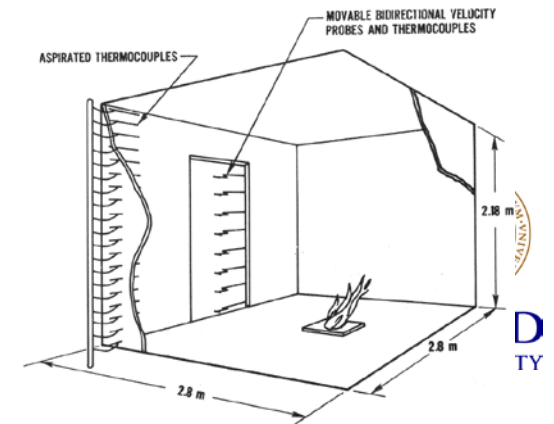 MOVABLE BIDIRECTIONAL VELOCITY
PROBES AND THERMOCOUPLES
ASPIRATED THERMOCOUPLES
2.18 m
2.8 m
2.8 m
D
TY